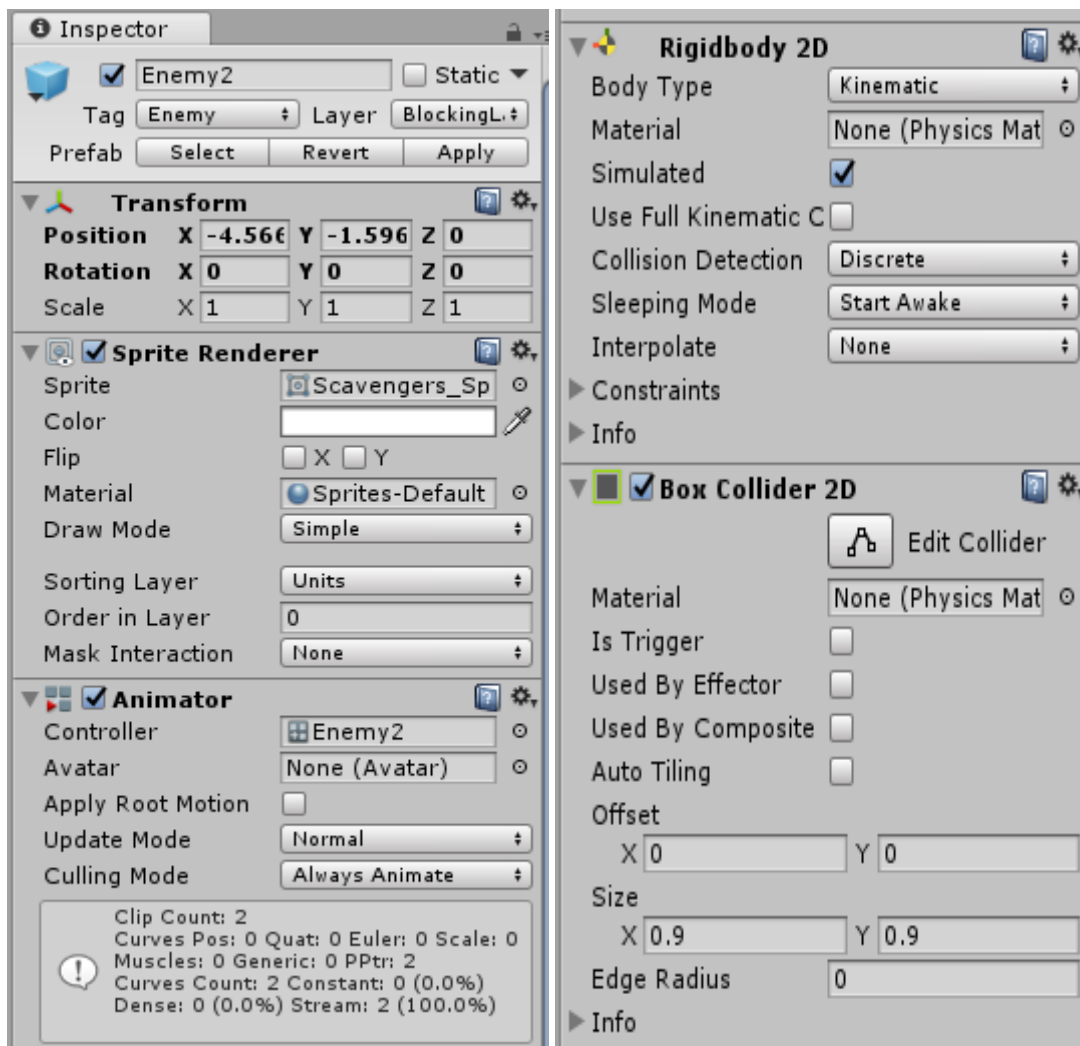 Inspector
Enemy2 Static
Tag Enemy Layer BlockingL
Prefab Select Revert Apply
Transform
Position X -4.566 Y -1.596 Z 0
Rotation X 0 Y 0 Z 0
Scale X 1 Y 1 Z 1
Sprite Renderer
Sprite Scavengers_Sp
Color
Flip X Y
Material Sprites-Default
Draw Mode Simple
Sorting Layer Units
Order in Layer 0
Mask Interaction None
Animator
Controller Enemy2
Avatar None (Avatar)
Apply Root Motion
Update Mode Normal
Culling Mode Always Animate
Clip Count: 2
Curves Pos: 0 Quat: 0 Euler: 0 Scale: 0
Muscles: 0 Generic: 0 PPtr: 2
Curves Count: 2 Constant: 0 (0.0%)
Dense: 0 (0.0%) Stream: 2 (100.0%)
Rigidbody 2D
Body Type Kinematic
Material None (Physics Mat
Simulated
Use Full Kinematic C
Collision Detection Discrete
Sleeping Mode Start Awake
Interpolate None
Constraints
Info
Box Collider 2D
Edit Collider
Material None (Physics Mat
Is Trigger
Used By Effector
Used By Composite
Auto Tiling
Offset
X 0 Y 0
Size
X 0.9 Y 0.9
Edge Radius 0
Info